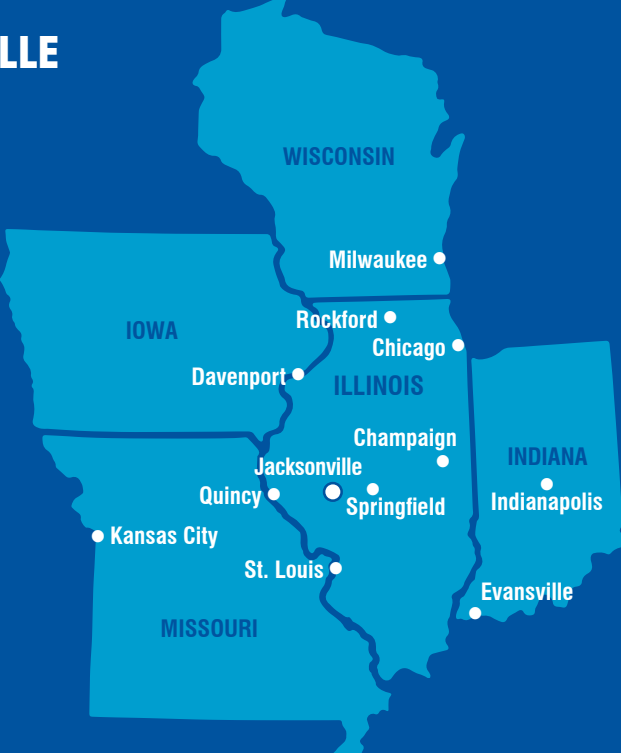 LLE
WISCONSIN
Milwaukee
Rockford
IOWA
Chicago
Davenport
ILLINOIS
Champaign
INDIANA
Jacksonville
Quincy
Springfield
Indianapolis
Kansas City
St. Louis
Evansville
MISSOURI